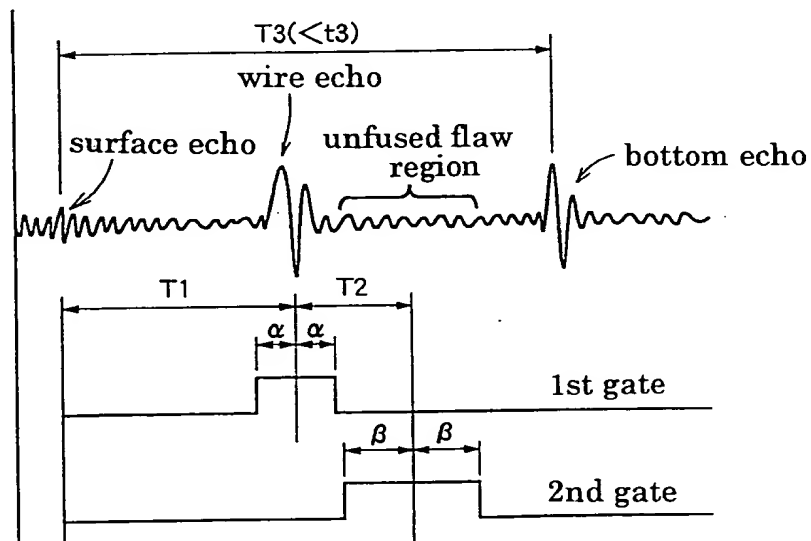 T3(<t3)
wire echo
surface echo
unfused flaw
region
bottom echo
T1
T2
α
α
1st gate
β
β
2nd gate